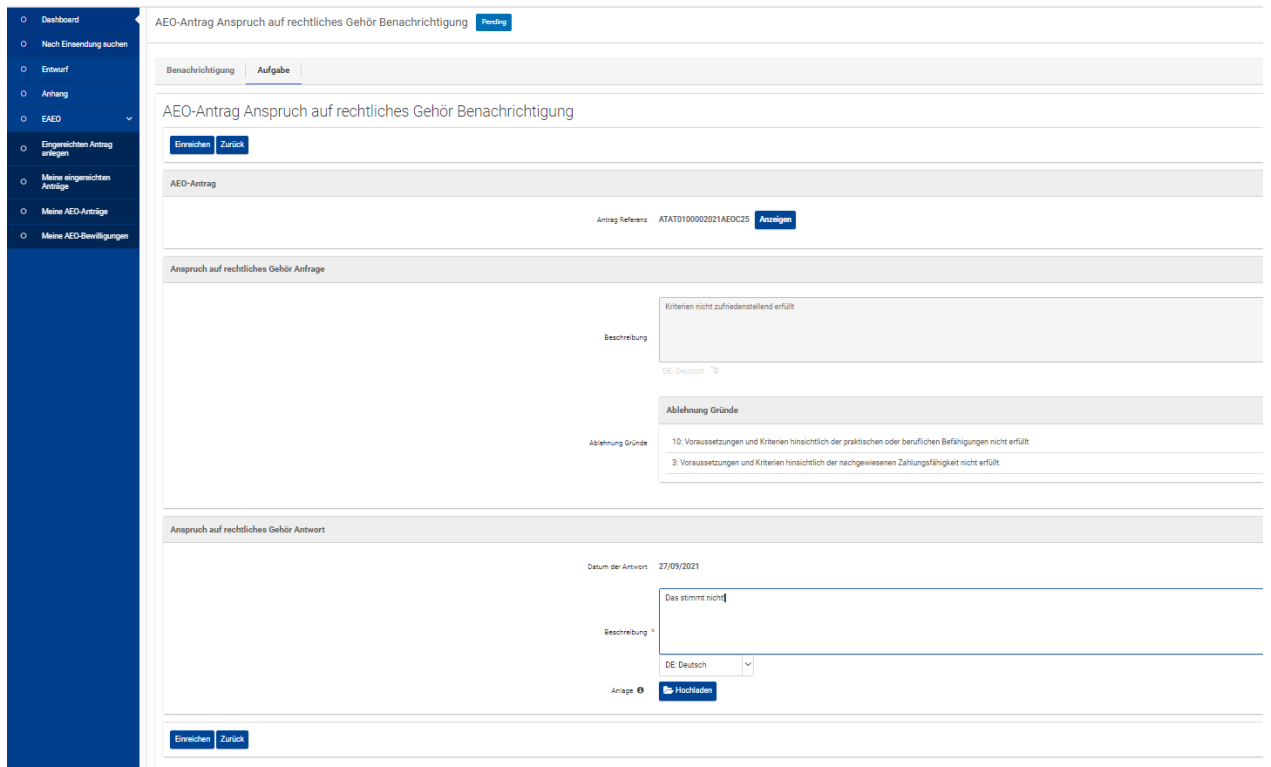 Dashboard
Nach Einsendung suchen
Entwurf
Anhang
EAEO
Eingereichten Antrag
anlegen
Meine eingereichten
Anträge
Meine AEO-Anträge
Meine AEO-Bewilligungen
AEO-Antrag Anspruch auf rechtliches Gehör Benachrichtigung Pending
Benachrichtigung Aufgabe
AEO-Antrag Anspruch auf rechtliches Gehör Benachrichtigung
Einreichen Zurück
AEO-Antrag
Antrag Referenz ATAT0100002021AEOC25 Anzeigen
Anspruch auf rechtliches Gehör Anfrage
Kriterien nicht zufriedenstellend erfüllt
Beschreibung
DE: Deutsch
Ablehnung Gründe
Ablehnung Gründe
10: Voraussetzungen und Kriterien hinsichtlich der praktischen oder beruflichen Befähigungen nicht erfüllt
3: Voraussetzungen und Kriterien hinsichtlich der nachgewiesenen Zahlungsfähigkeit nicht erfüllt
Anspruch auf rechtliches Gehör Antwort
Datum der Antwort 27/09/2021
Das stimmt nicht!
Beschreibung *
DE: Deutsch
Anlage Hochladen
Einreichen Zurück